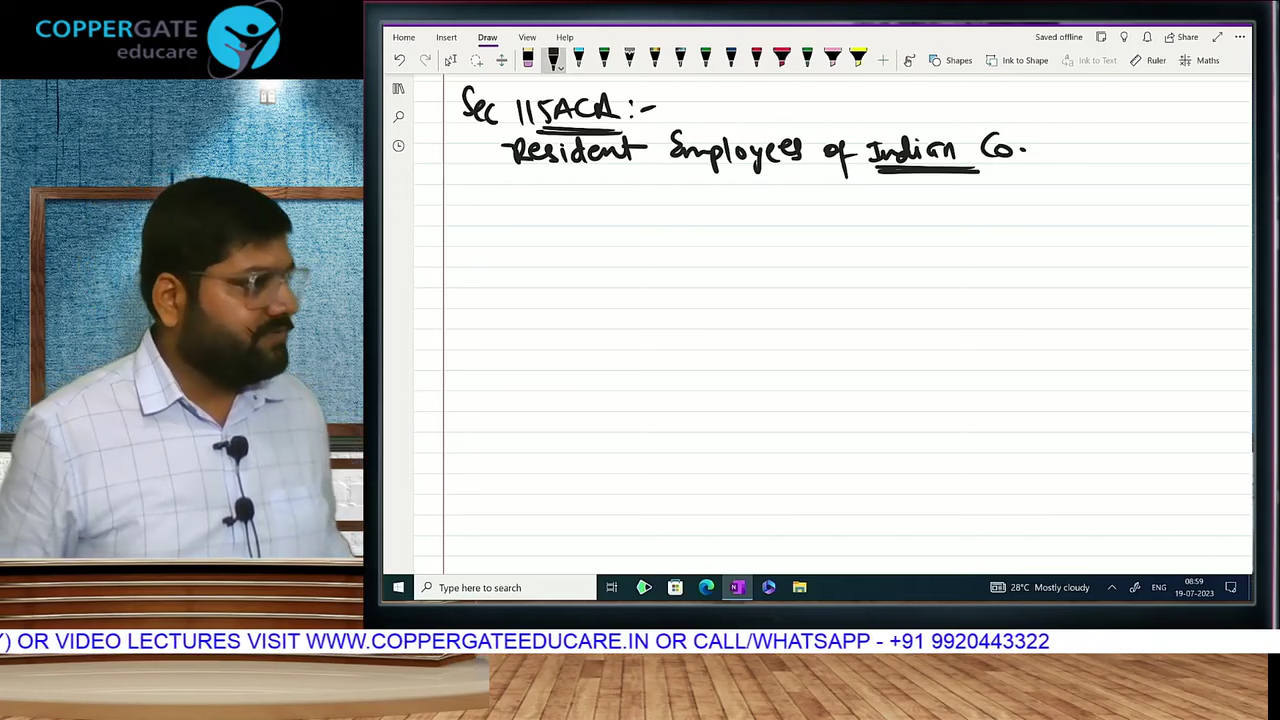 COPPERGATE
educare
Home Insert Draw View Help
Saved offline
Share
Shapes Ink to Shape Ink to Text Ruler Maths
Sec 115ACA :-
Resident Employees of Indian Co.
Type here to search
28°C Mostly cloudy
ENG
08:59
19-07-2023
Y) OR VIDEO LECTURES VISIT WWW.COPPERGATEEDUCARE.IN OR CALL/WHATSAPP - +91 9920443322